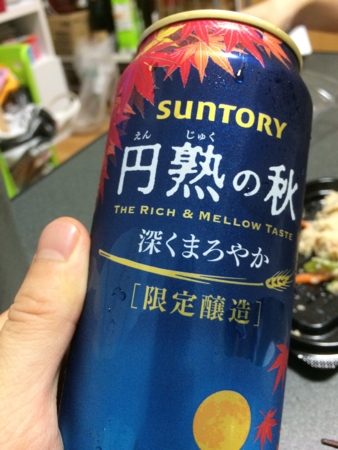 SUNTORY
えん じゅく
円熟の秋
THE RICH & MELLOW TASTE
深くまろやか
[限定醸造]